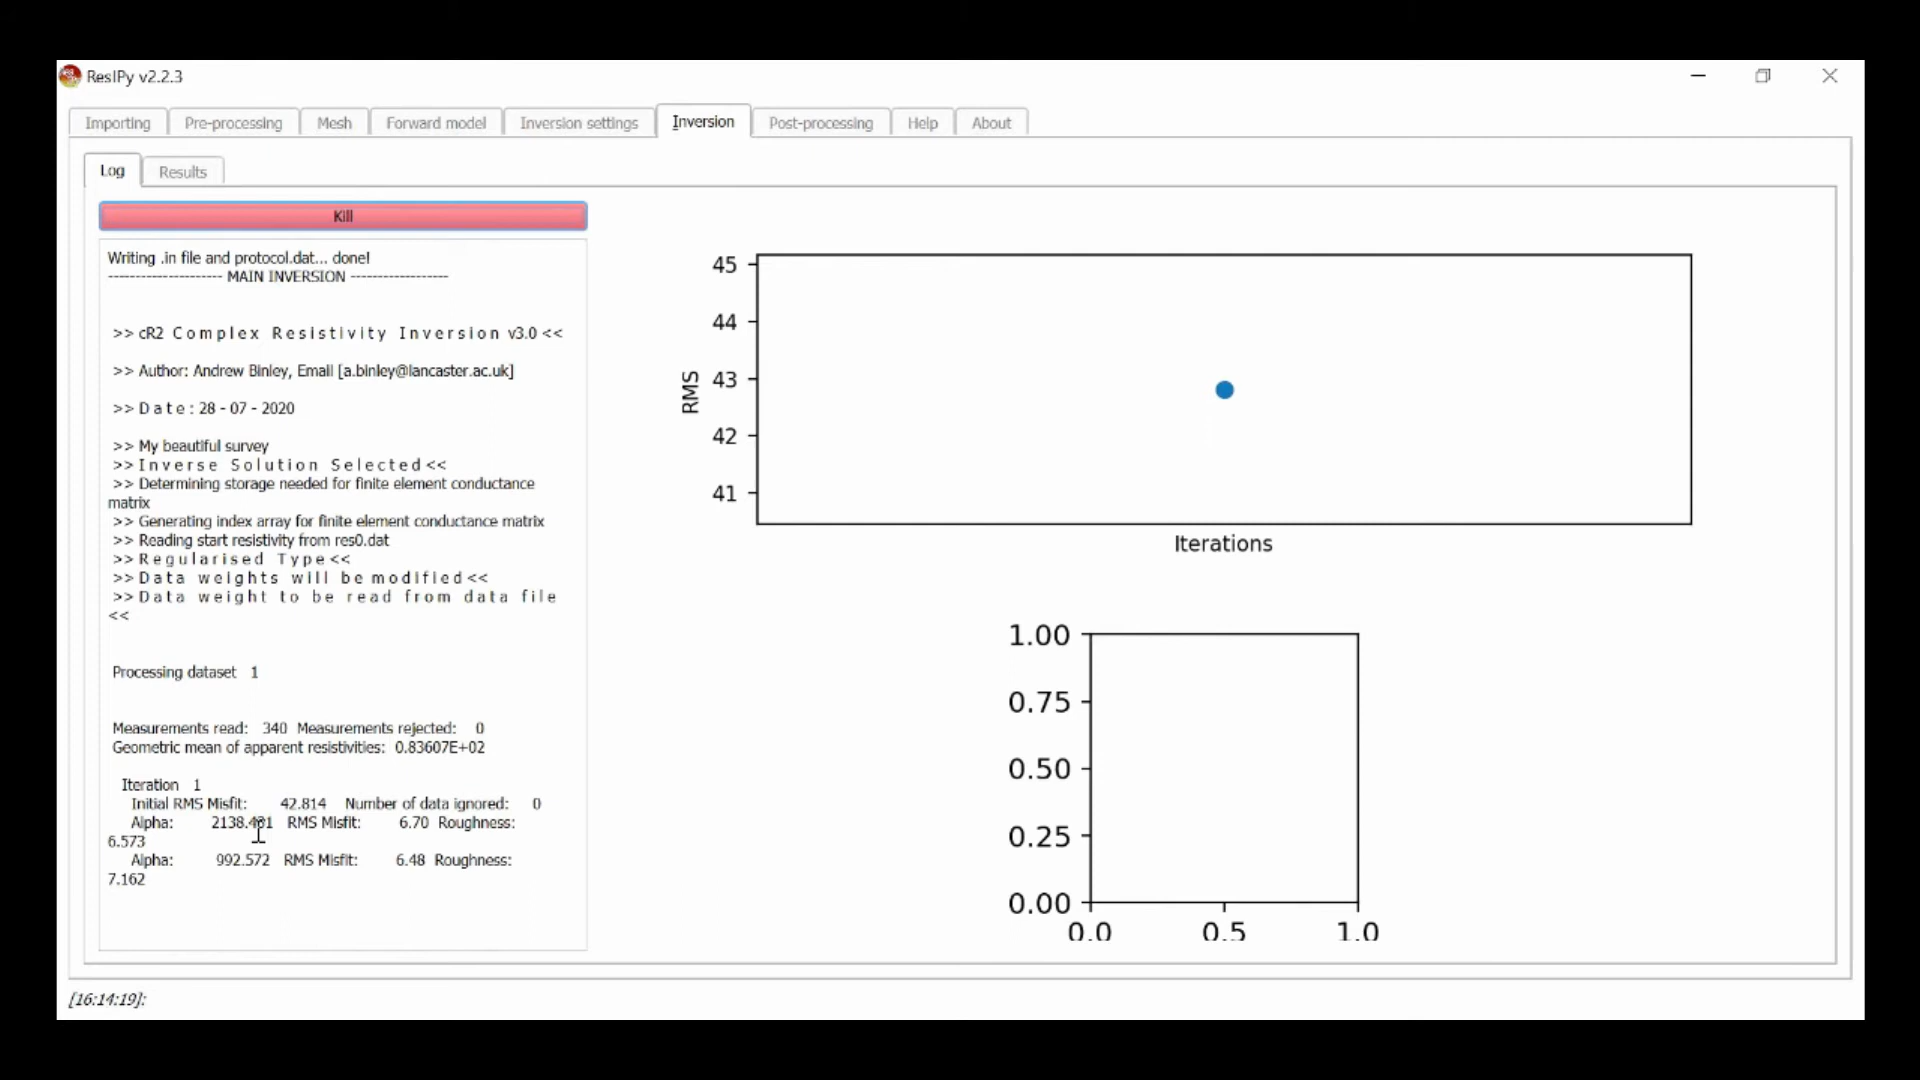 ResIPy v2.2.3
Importing Pre-processing Mesh Forward model Inversion settings Inversion Post-processing Help About
Log Results
Kill
Writing .in file and protocol.dat... done!
--------------------- MAIN INVERSION ------------------
>> cR2 Complex Resistivity Inversion v3.0 <<
>> Author: Andrew Binley, Email [a.binley@lancaster.ac.uk]
>> Date: 28 - 07 - 2020
>> My beautiful survey
>> Inverse Solution Selected <<
>> Determining storage needed for finite element conductance
matrix
>> Generating index array for finite element conductance matrix
>> Reading start resistivity from res0.dat
>> Regularised Type <<
>> Data weights will be modified <<
>> Data weight to be read from data file
<<
Processing dataset 1
Measurements read: 340 Measurements rejected: 0
Geometric mean of apparent resistivities: 0.83607E+02
Iteration 1
Initial RMS Misfit: 42.814 Number of data ignored: 0
Alpha: RMS Misfit: 6.70 Roughness:
6.573
Alpha: 992.572 RMS Misfit: 6.48 Roughness:
7.162
45
44
43
42
41
RMS
Iterations
1.00
0.75
0.50
0.25
0.00
0.0 0.5 1.0
[16:14:19]: